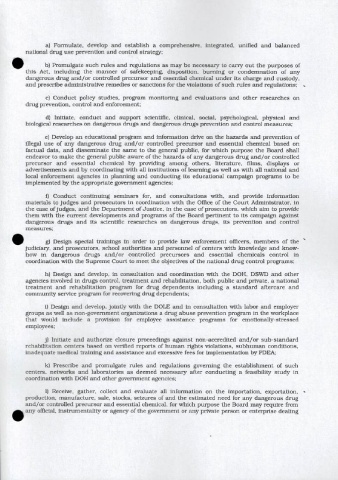 a) Formulate, develop and establish a comprehensive, integrated, unified and balanced
national drug use prevention and control strategy;
b) Promulgate such rules and regulations as may be necessary to carry out the purposes of
this Act, including the manner of safekeeping, disposition, burning or condemnation of any
dangerous drug and/or controlled precursor and essential chemical under its charge and custody,
and prescribe administrative remedies or sanctions for the violations of such rules and regulations;
c) Conduct policy studies, program monitoring and evaluations and other researches on
drug prevention, control and enforcement;
d) Initiate, conduct and support scientific, clinical, social, psychological, physical and
biological researches on dangerous drugs and dangerous drugs prevention and control measures;
e) Develop an educational program and information drive on the hazards and prevention of
illegal use of any dangerous drug and/or controlled precursor and essential chemical based on
factual data, and disseminate the same to the general public, for which purpose the Board shall
endeavor to make the general public aware of the hazards of any dangerous drug and/or controlled
precursor and essential chemical by providing among others, literature, films, displays or
advertisements and by coordinating with all institutions of learning as well as with all national and
local enforcement agencies in planning and conducting its educational campaign programs to be
implemented by the appropriate government agencies;
f) Conduct continuing seminars for, and consultations with, and provide information
materials to judges and prosecutors in coordination with the Office of the Court Administrator, in
the case of judges, and the Department of Justice, in the case of prosecutors, which aim to provide
them with the current developments and programs of the Board pertinent to its campaign against
dangerous drugs and its scientific researches on dangerous drugs, its prevention and control
measures;
g) Design special trainings in order to provide law enforcement officers, members of the
judiciary, and prosecutors, school authorities and personnel of centers with knowledge and know-
how in dangerous drugs and/or controlled precursors and essential chemicals control in
coordination with the Supreme Court to meet the objectives of the national drug control programs;
h) Design and develop, in consultation and coordination with the DOH, DSWD and other
agencies involved in drugs control, treatment and rehabilitation, both public and private, a national
treatment and rehabilitation program for drug dependents including a standard aftercare and
community service program for recovering drug dependents;
i) Design and develop, jointly with the DOLE and in consultation with labor and employer
groups as well as non-government organizations a drug abuse prevention program in the workplace
that would include a provision for employee assistance programs for emotionally-stressed
employees;
j) Initiate and authorize closure proceedings against non-accredited and/or sub-standard
rehabilitation centers based on verified reports of human rights violations, subhuman conditions,
inadequate medical training and assistance and excessive fees for implementation by PDEA;
k) Prescribe and promulgate rules and regulations governing the establishment of such
centers, networks and laboratories as deemed necessary after conducting a feasibility study in
coordination with DOH and other government agencies;
l) Receive, gather, collect and evaluate all information on the importation, exportation,
production, manufacture, sale, stocks, seizures of and the estimated need for any dangerous drug
and/or controlled precursor and essential chemical, for which purpose the Board may require from
any official, instrumentality or agency of the government or any private person or enterprise dealing